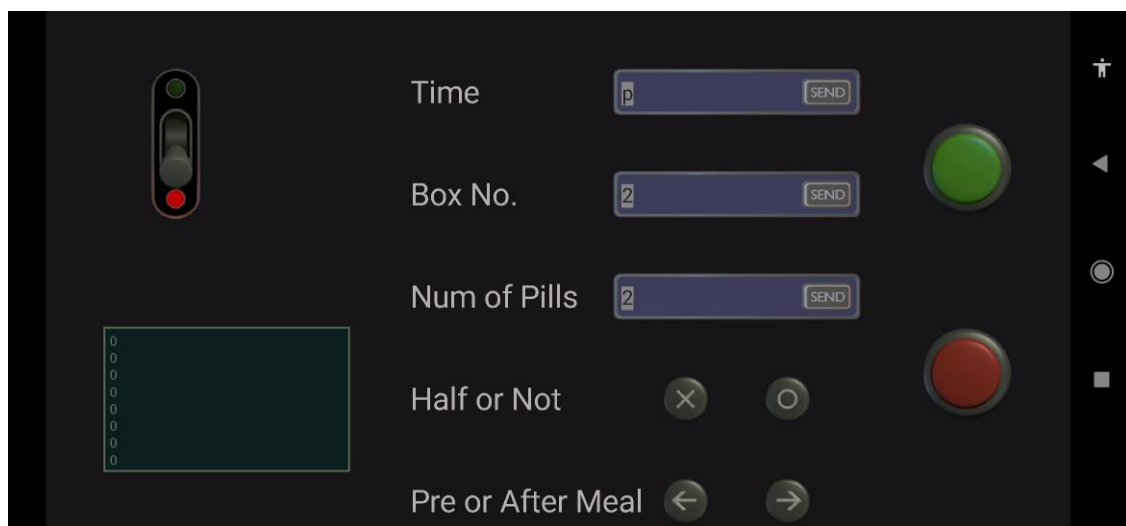 Time
p
SEND
Box No.
2
SEND
Num of Pills
2
SEND
0
0
0
0
0
0
0
0
Half or Not
Pre or After Meal